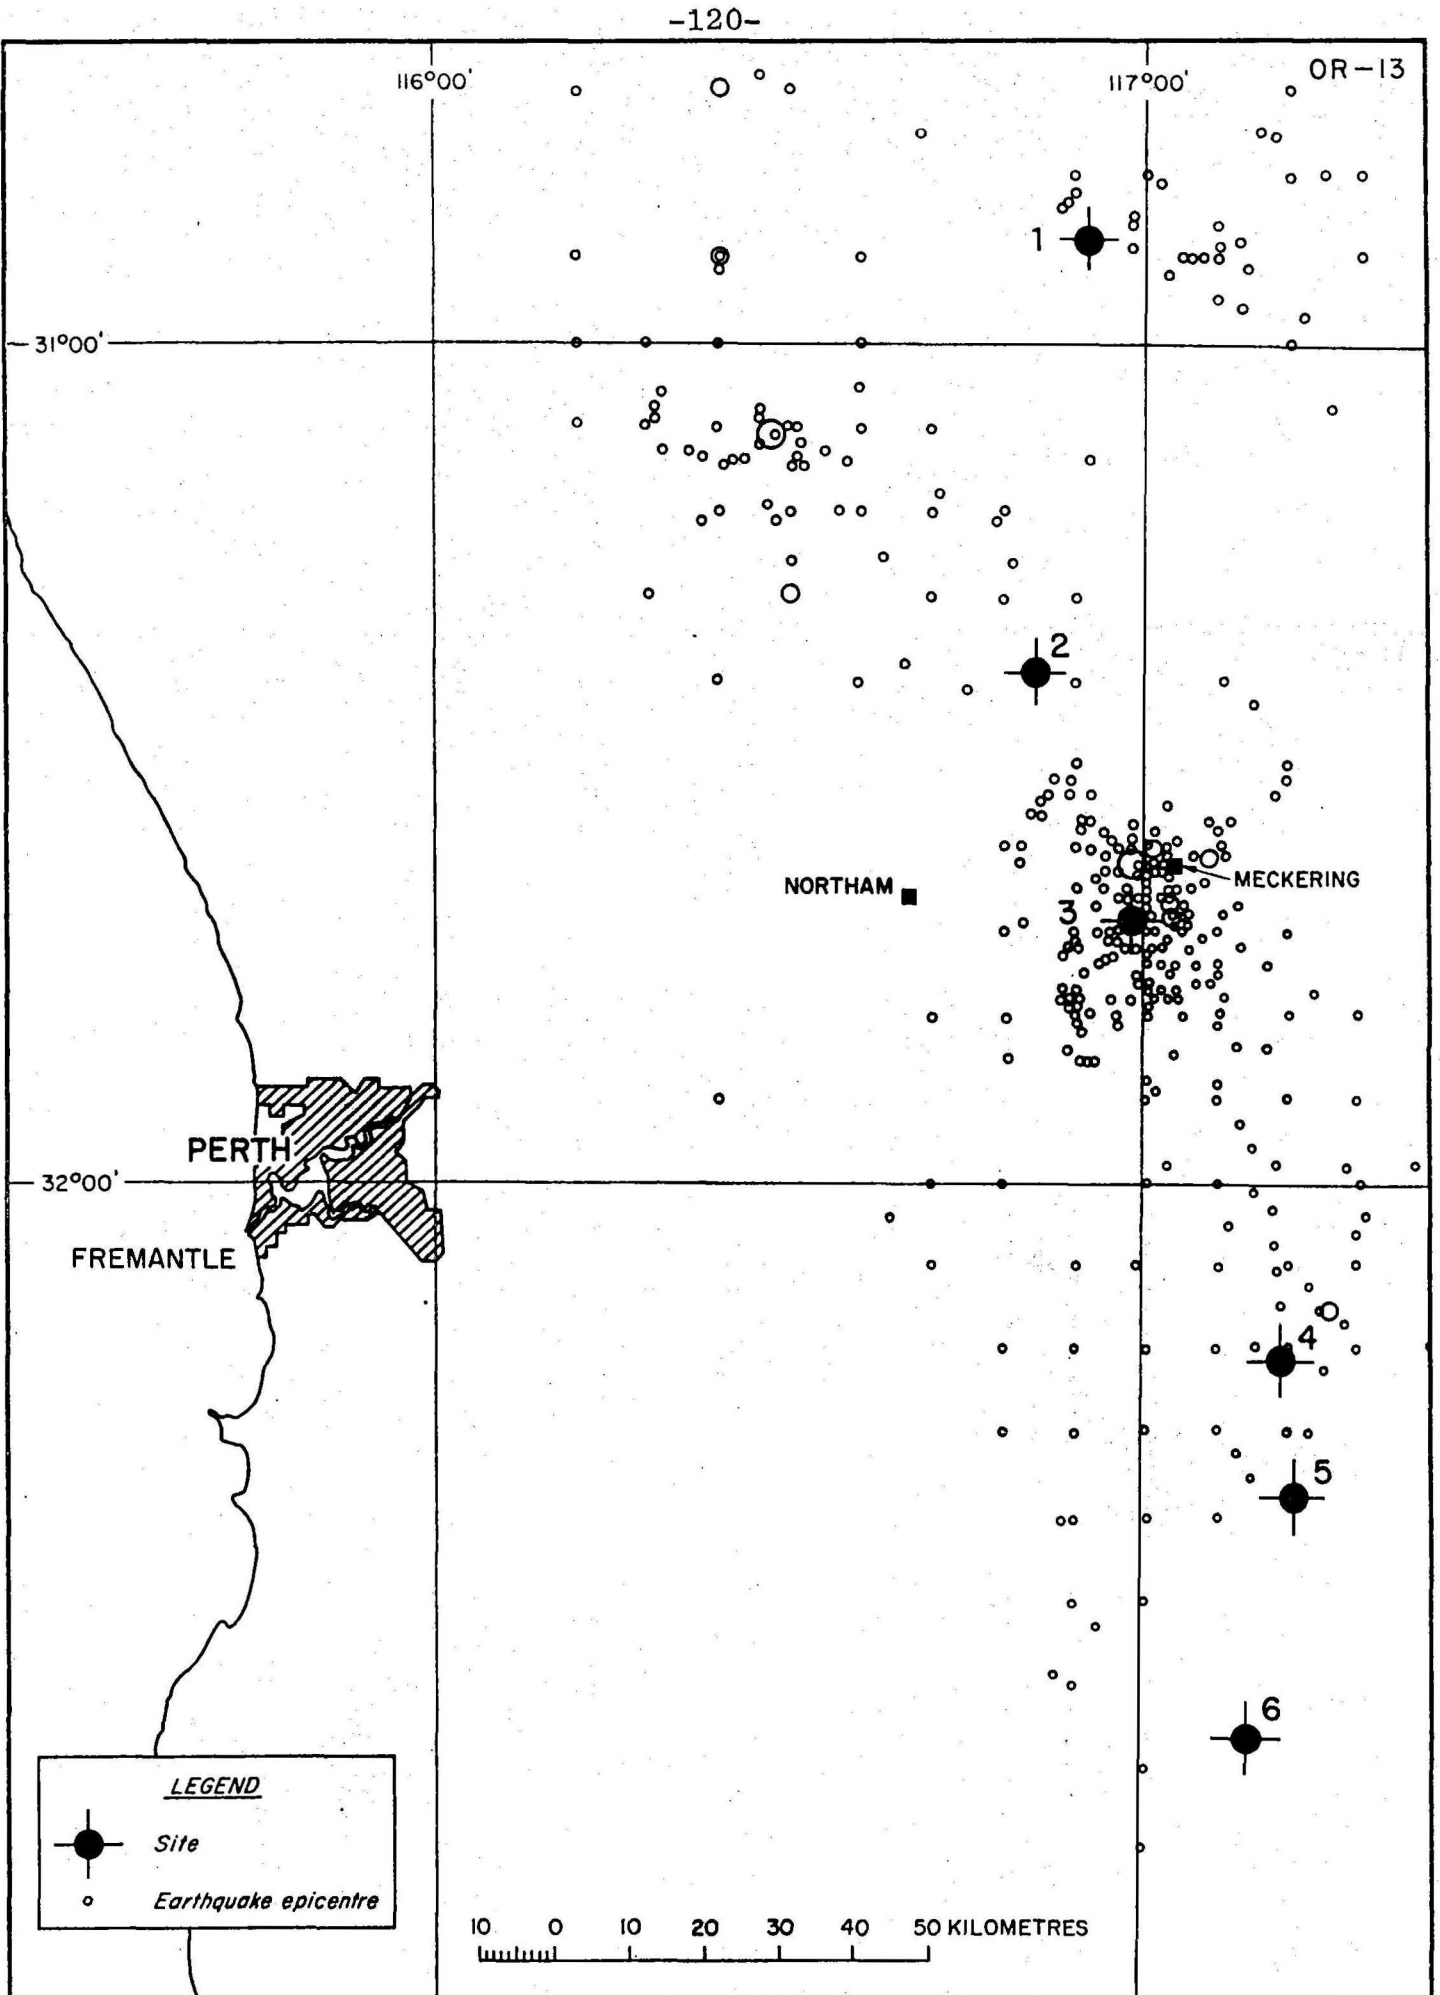 -120-
116°00'
117°00'
OR-13
1
31°00'
2
NORTHAM
MECKERING
3
PERTH
32°00'
FREMANTLE
4
5
6
LEGEND
Site
Earthquake epicentre
10 0 10 20 30 40 50 KILOMETRES